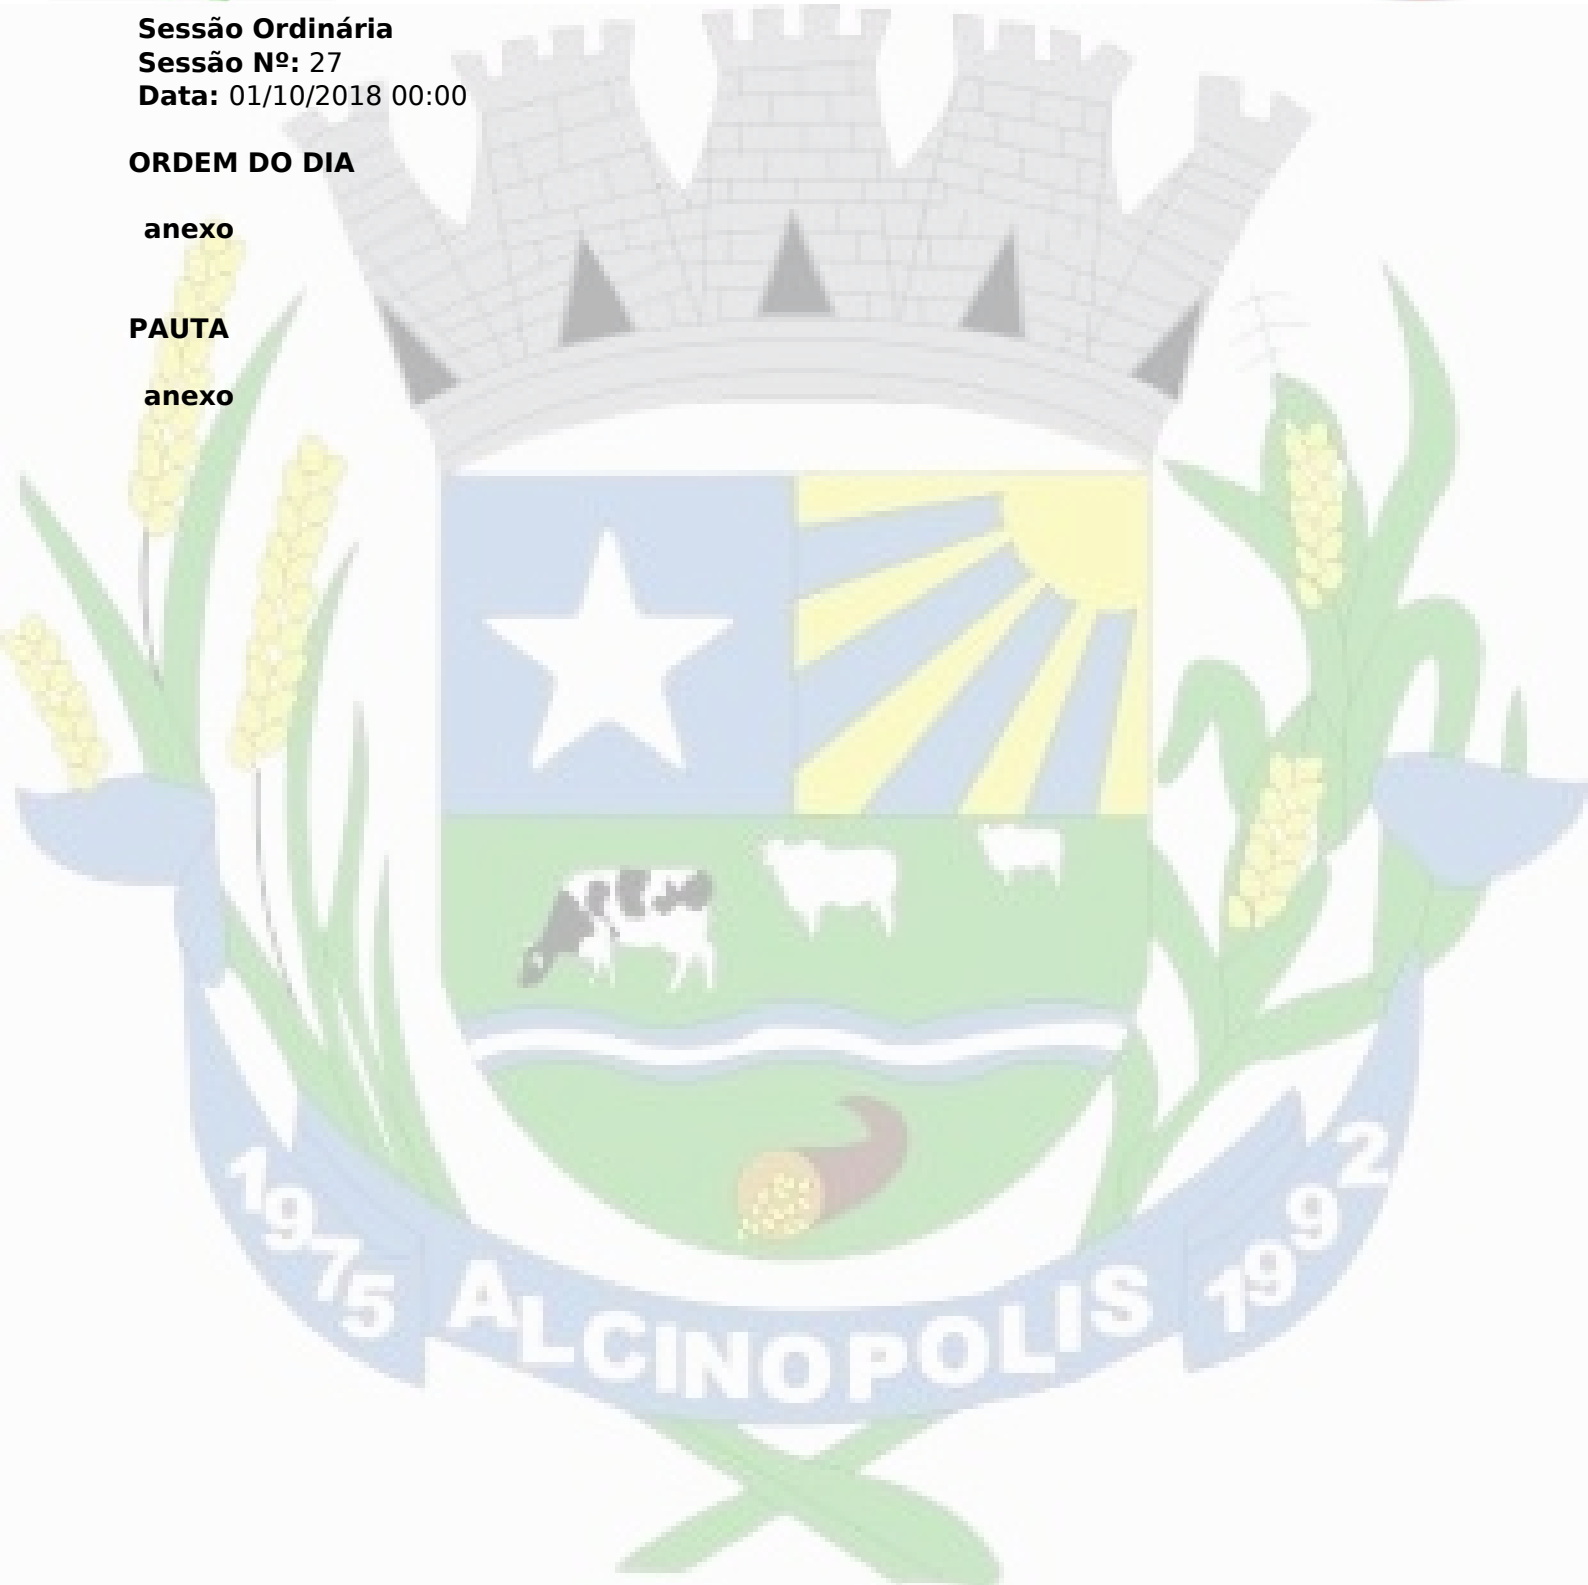 Sessão Ordinária
Sessão Nº: 27
Data: 01/10/2018 00:00
ORDEM DO DIA
anexo
PAUTA
anexo
1975 ALCINOPOLIS 1992